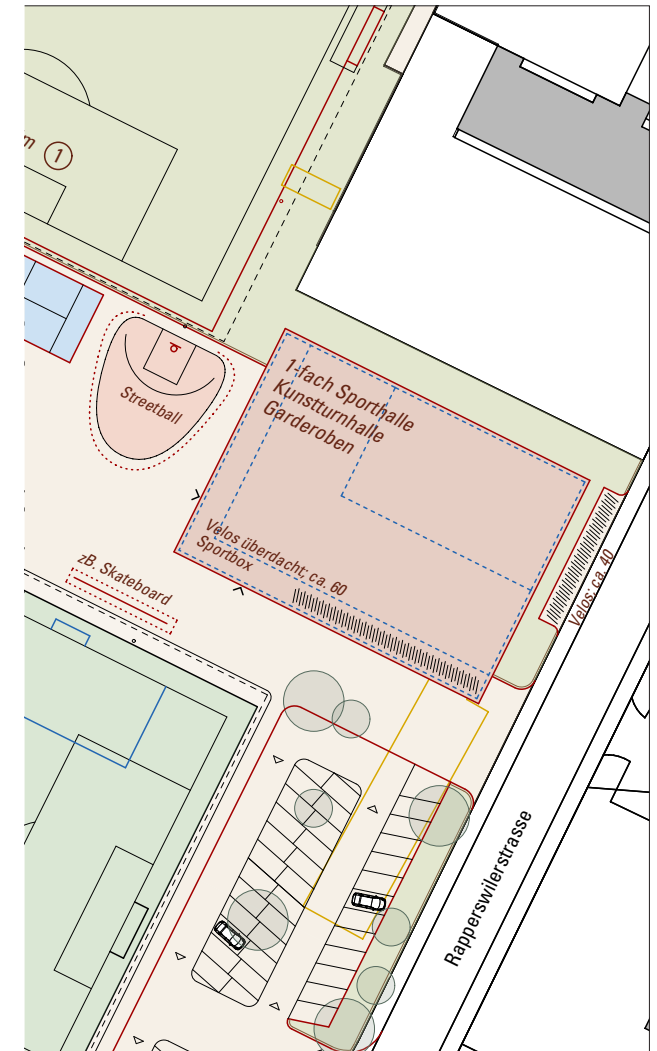 m 1
Streetball
1-fach Sporthalle
Kunstturnhalle
Garderoben
Velos überdacht; ca. 60
Sportbox
Velos; ca. 40
zB. Skateboard
Rapperswilerstrasse